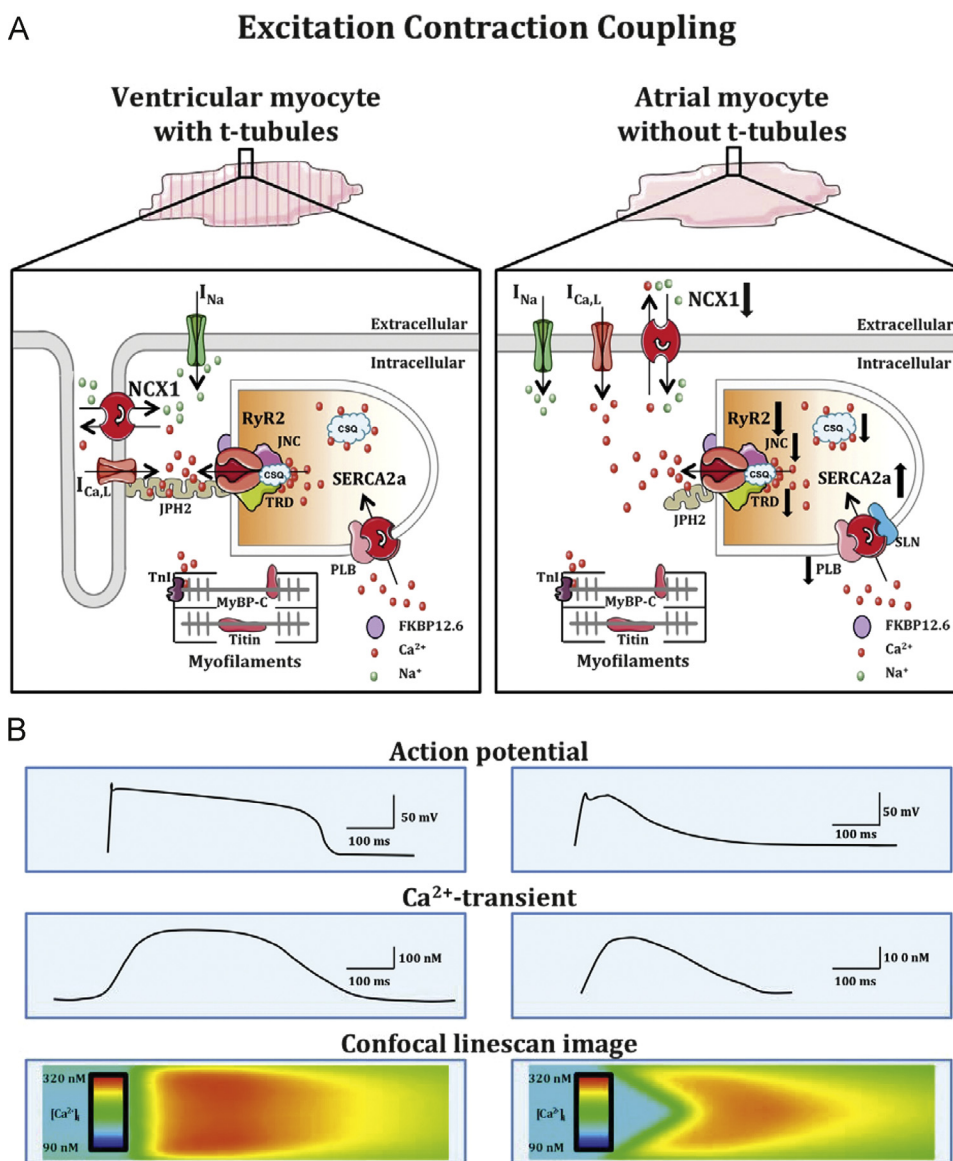 A
Excitation Contraction Coupling
Ventricular myocyte
with t-tubules
I_Na
NCX1
Extracellular
Intracellular
RyR2
JNC
CSQ
CSQ
SERCA2a
I_Ca,L
JPH2
TRD
PLB
TnI
MyBP-C
Titin
Myofilaments
FKBP12.6
Ca²⁺
Na⁺
Atrial myocyte
without t-tubules
I_Na
I_Ca,L
NCX1
Extracellular
Intracellular
RyR2
JNC
CSQ
CSQ
SERCA2a
JPH2
TRD
SLN
PLB
TnI
MyBP-C
Titin
Myofilaments
FKBP12.6
Ca²⁺
Na⁺
B
Action potential
50 mV
100 ms
50 mV
100 ms
Ca²⁺-transient
100 nM
100 ms
10 0 nM
100 ms
Confocal linescan image
320 nM
[Ca²⁺]i
90 nM
320 nM
[Ca²⁺]i
90 nM